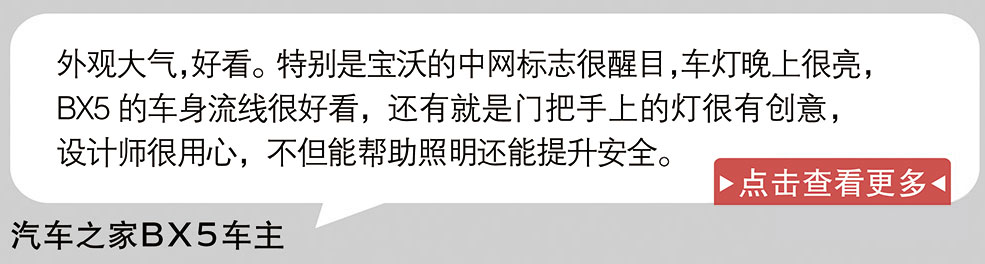 外观大气,好看。特别是宝沃的中网标志很醒目,车灯晚上很亮，
BX5 的车身流线很好看，还有就是门把手上的灯很有创意，
设计师很用心，不但能帮助照明还能提升安全。
点击查看更多
汽车之家BX5车主